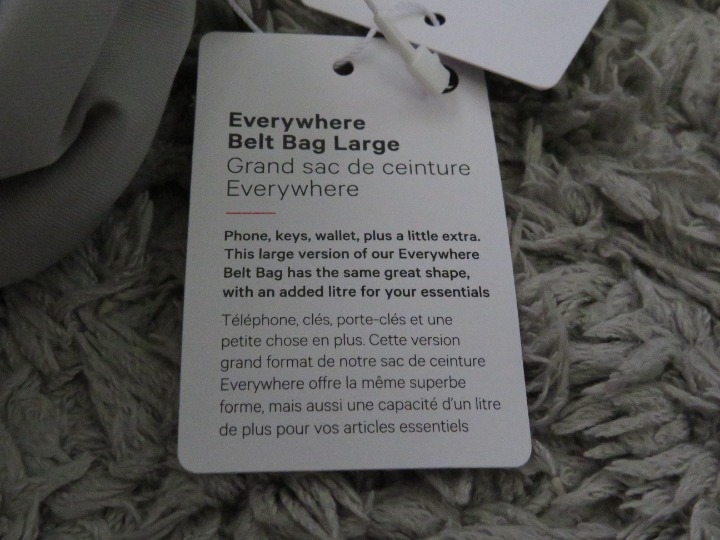 Everywhere
Belt Bag Large
Grand sac de ceinture
Everywhere
Phone, keys, wallet, plus a little extra.
This large version of our Everywhere
Belt Bag has the same great shape,
with an added litre for your essentials
Téléphone, clés, porte-clés et une
petite chose en plus. Cette version
grand format de notre sac de ceinture
Everywhere offre la même superbe
forme, mais aussi une capacité d'un litre
de plus pour vos articles essentiels